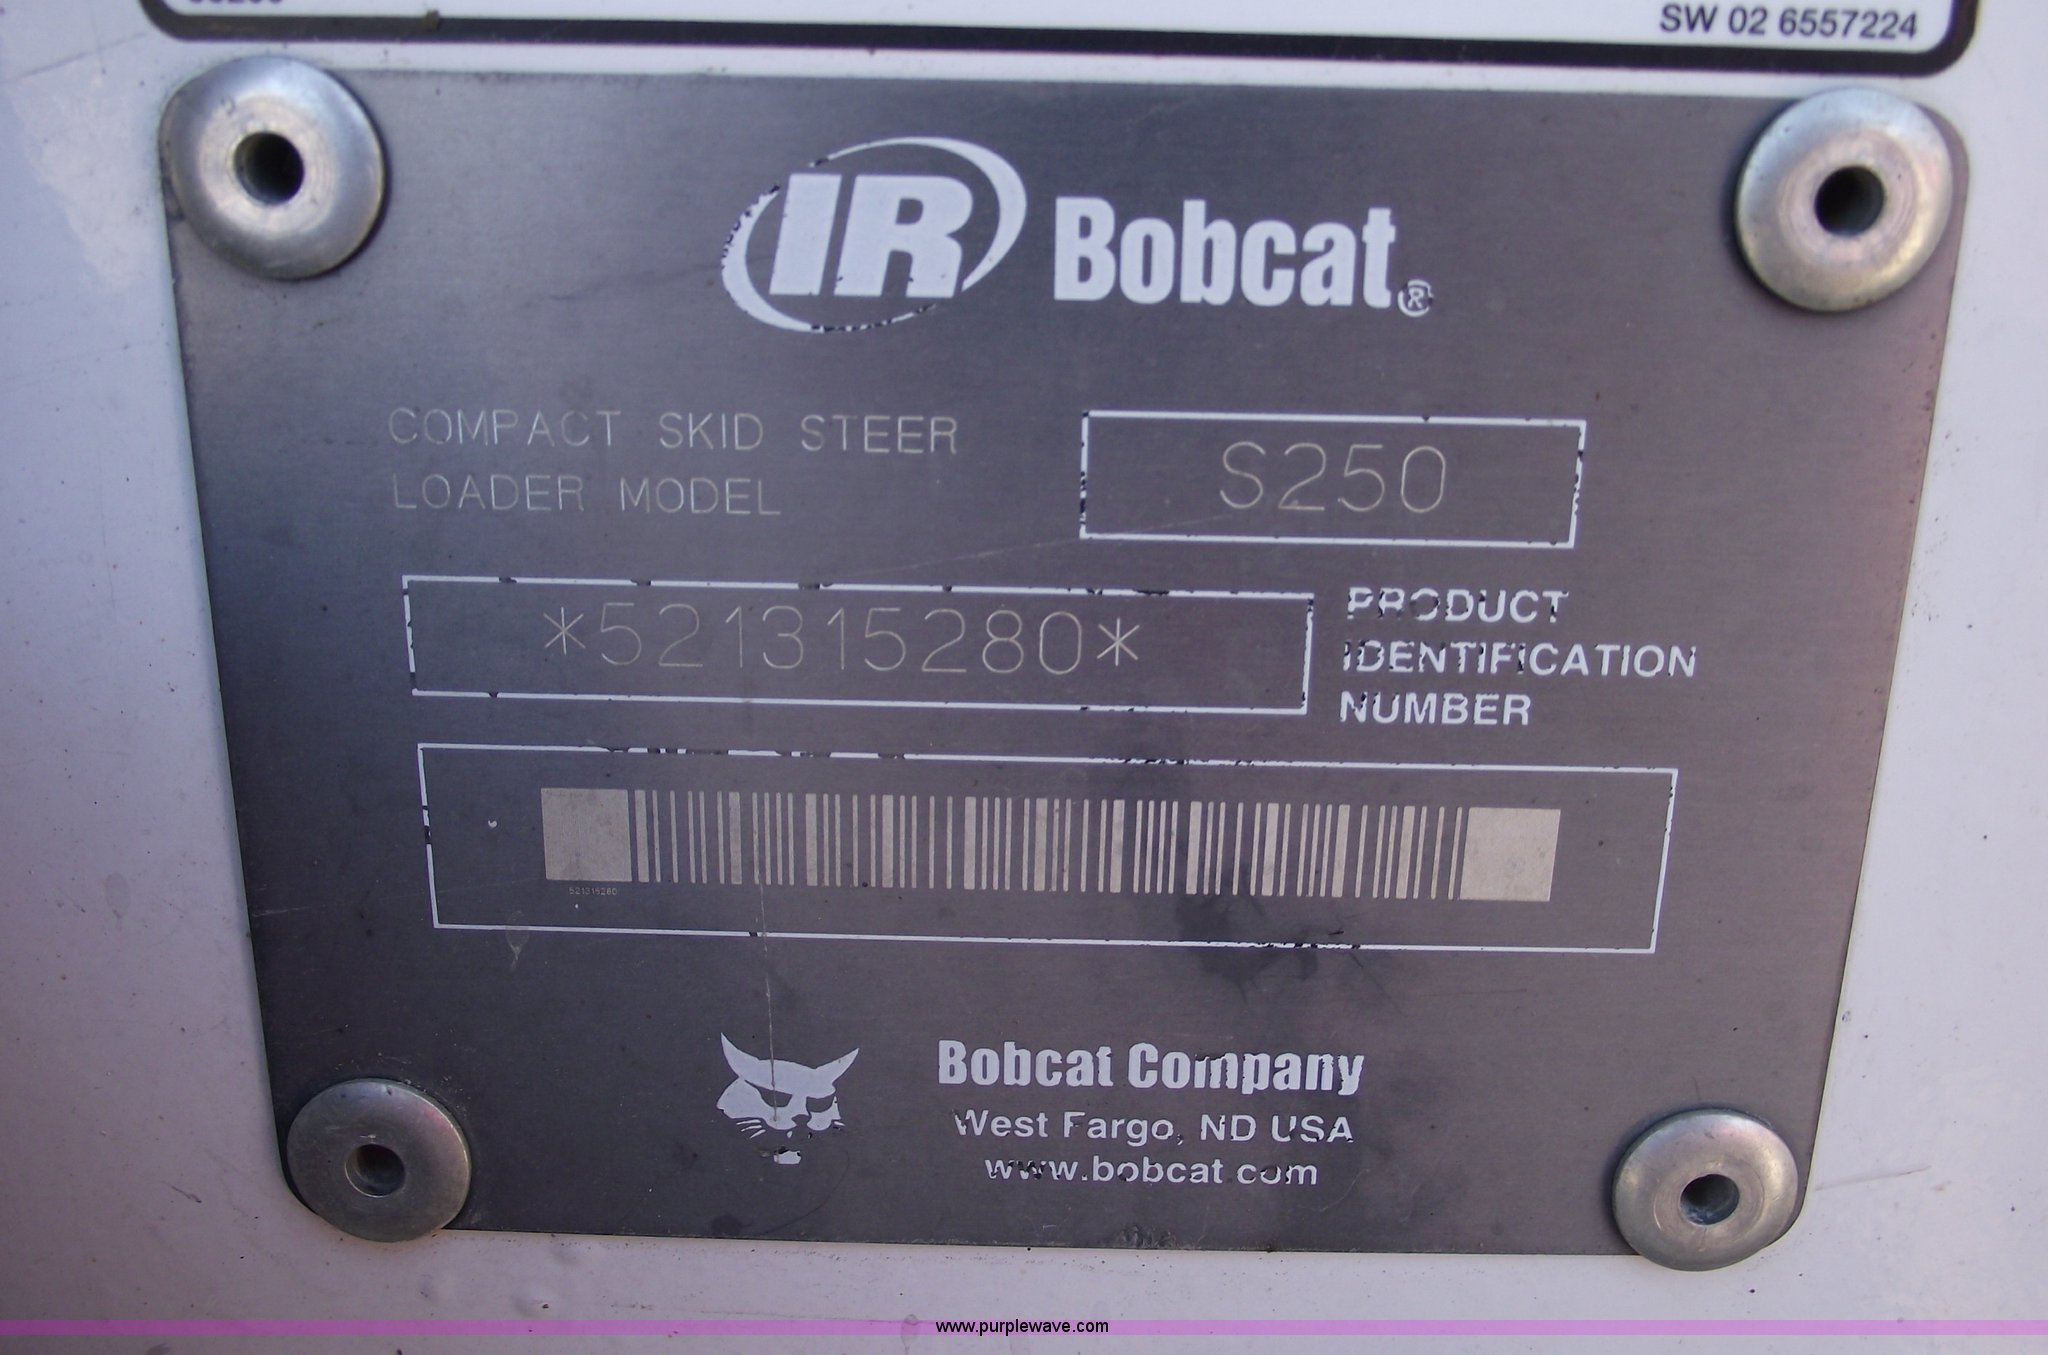 SW 02 6557224
IR Bobcat®
COMPACT SKID STEER
LOADER MODEL
S250
*521315280*
PRODUCT
IDENTIFICATION
NUMBER
521315280
Bobcat Company
West Fargo, ND USA
www.bobcat.com
www.purplewave.com